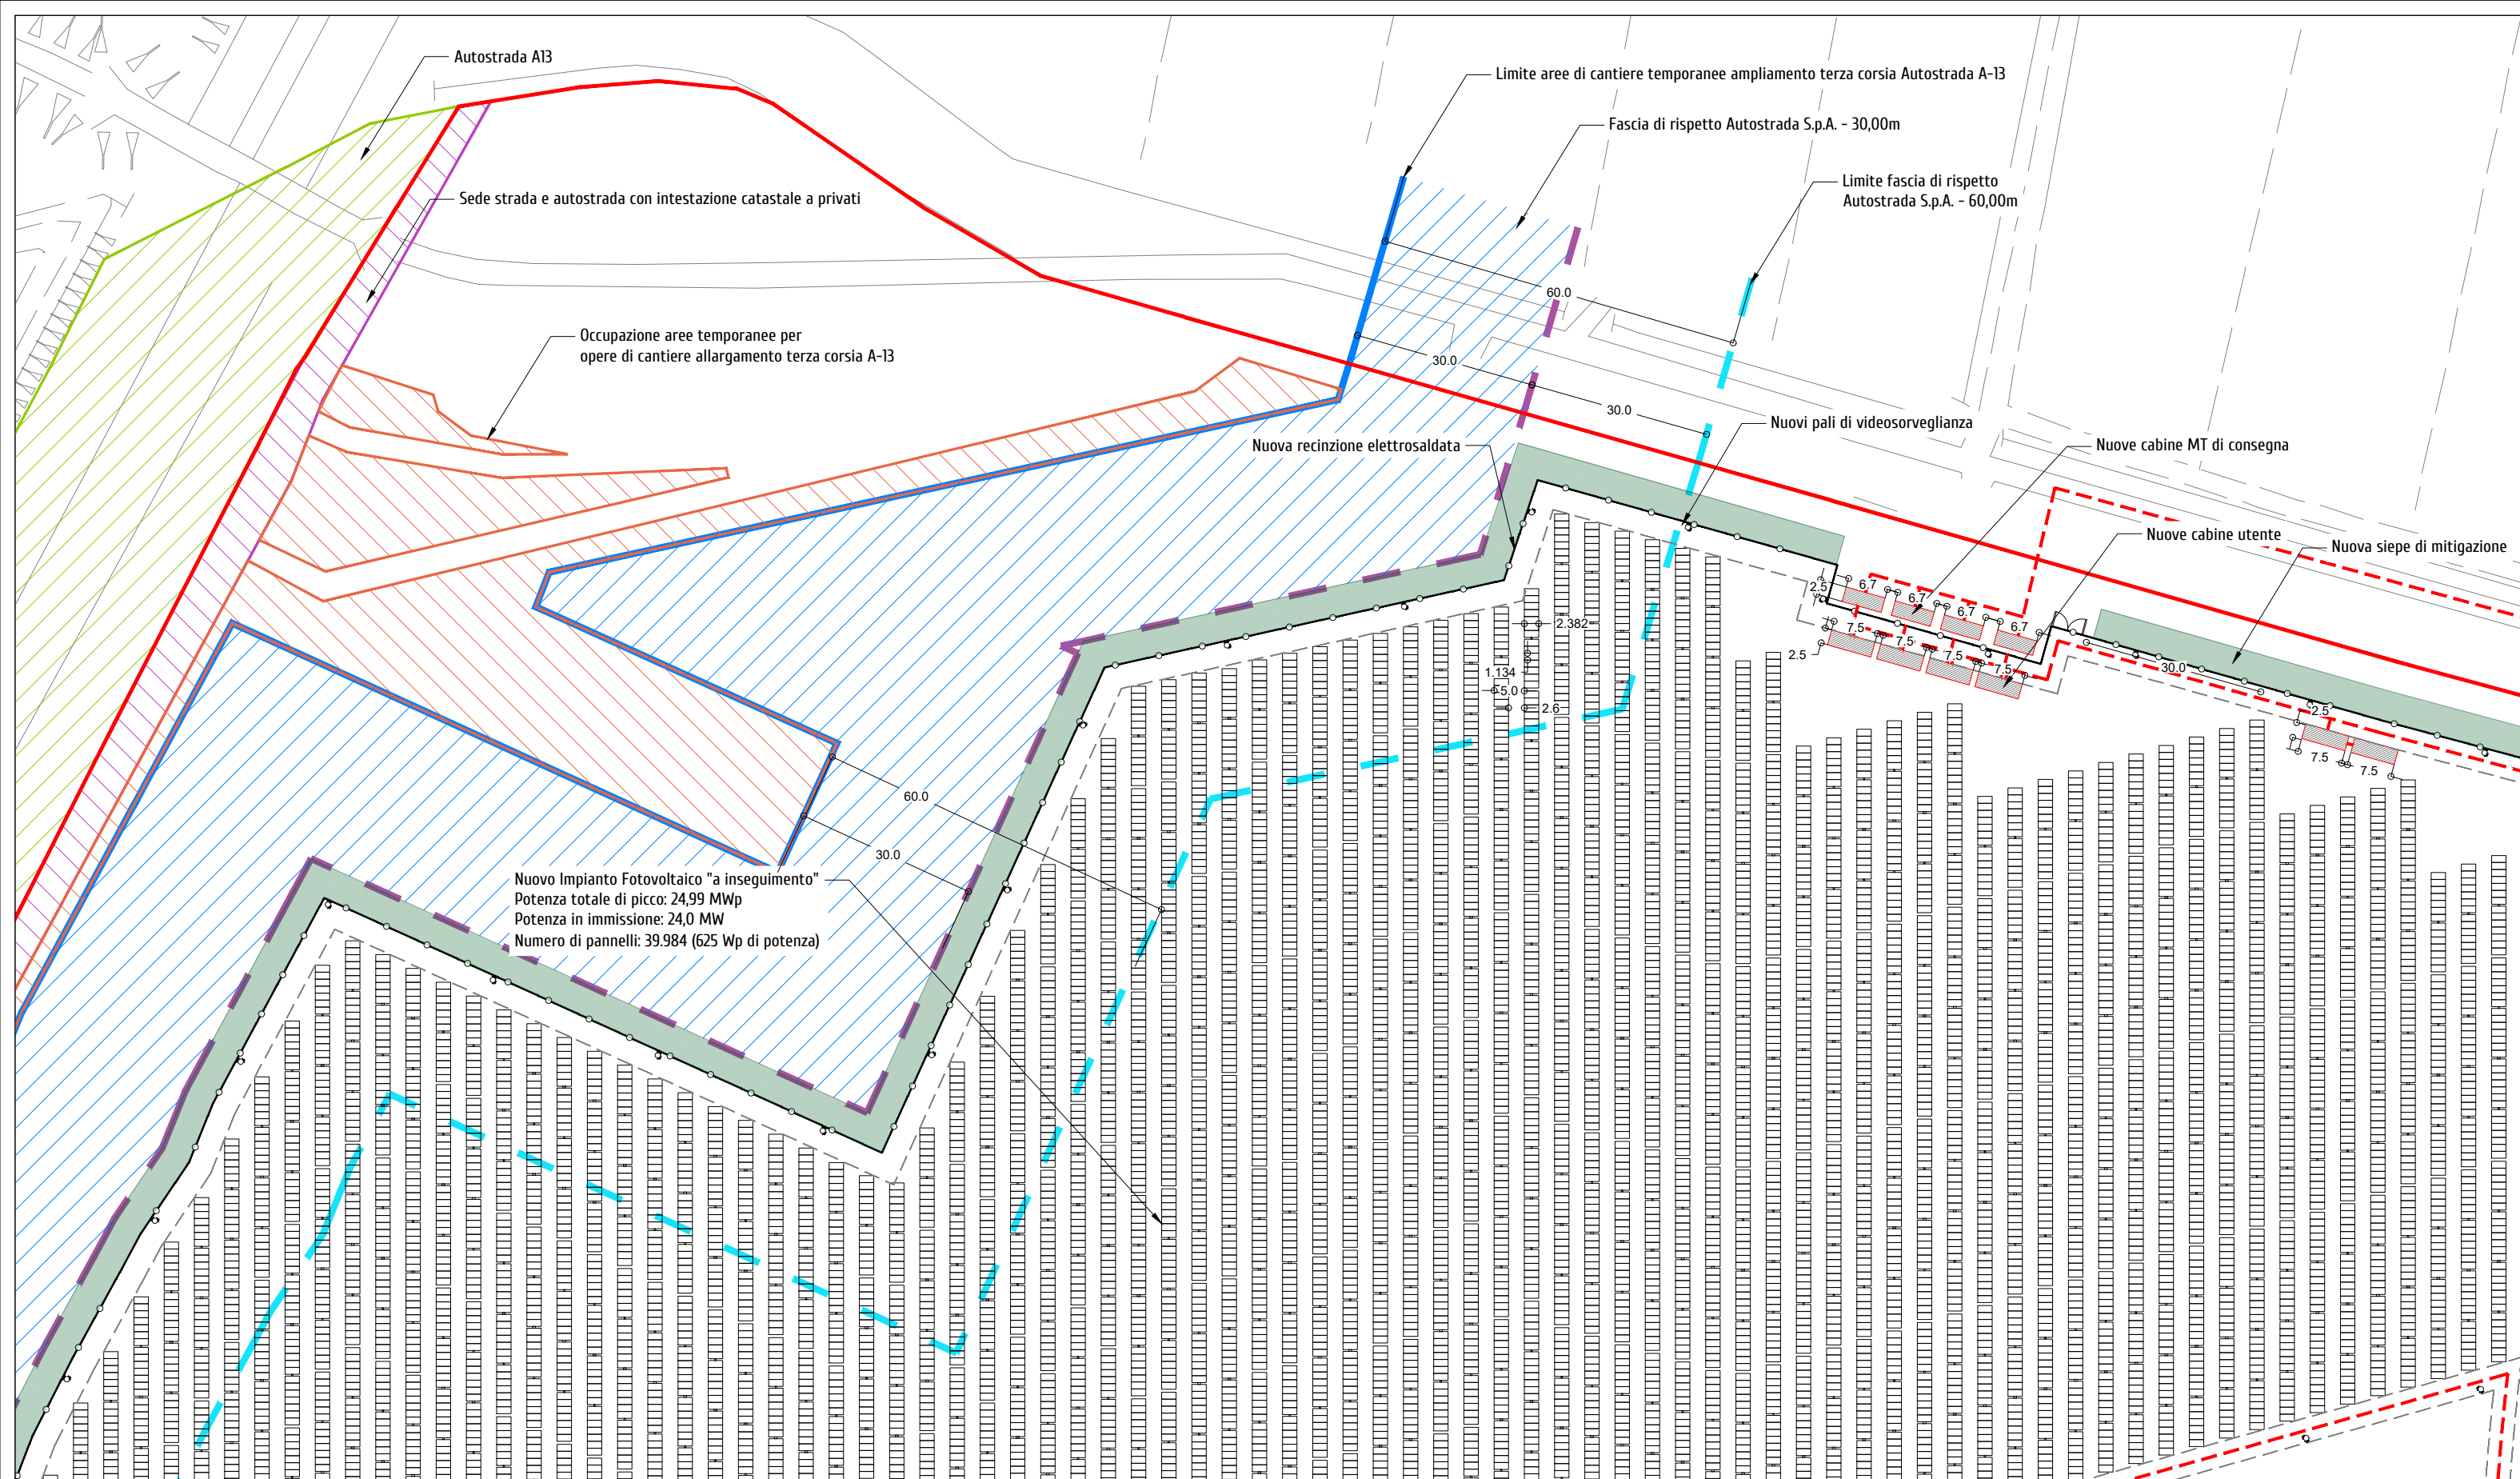 Autostrada A13
Limite aree di cantiere temporanee ampliamento terza corsia Autostrada A-13
Fascia di rispetto Autostrada S.p.A. - 30,00m
Limite fascia di rispetto
Autostrada S.p.A. - 60,00m
Sede strada e autostrada con intestazione catastale a privati
60.0
Occupazione aree temporanee per
opere di cantiere allargamento terza corsia A-13
30.0
30.0
Nuovi pali di videosorveglianza
Nuova recinzione elettrosaldata
Nuove cabine MT di consegna
Nuove cabine utente
Nuova siepe di mitigazione
2.5
6.7
6.7
6.7
6.7
2.382
7.5
7.5
7.5
7.5
2.5
30.0
1.134
5.0
2.6
2.5
7.5
7.5
60.0
30.0
Nuovo Impianto Fotovoltaico "a inseguimento"
Potenza totale di picco: 24,99 MWp
Potenza in immissione: 24,0 MW
Numero di pannelli: 39.984 (625 Wp di potenza)